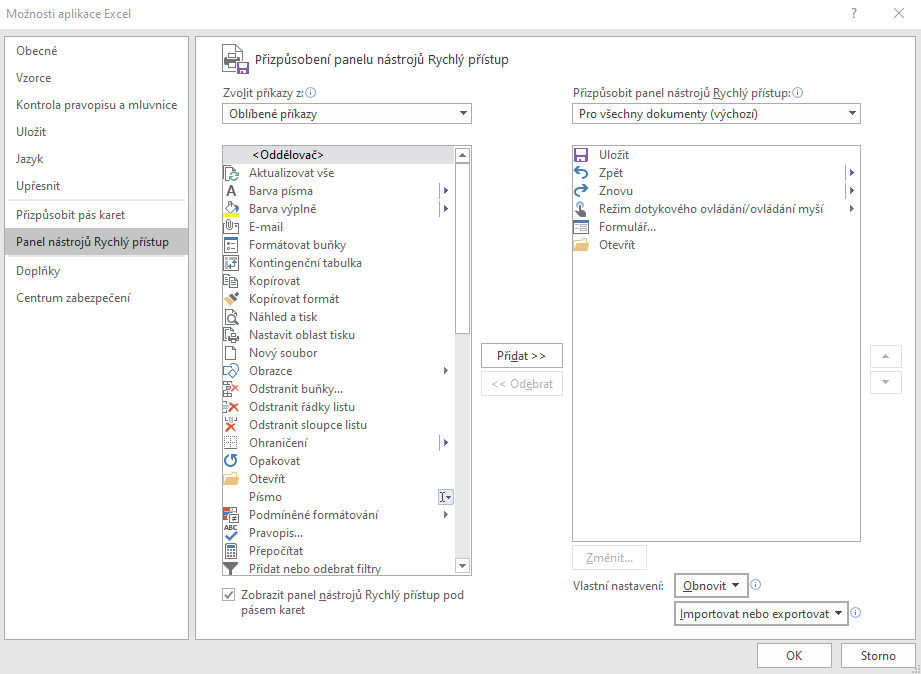 Možnosti aplikace Excel
?
Obecné
Vzorce
Kontrola pravopisu a mluvnice
Uložit
Jazyk
Upřesnit
Přizpůsobit pás karet
Panel nástrojů Rychlý přístup
Doplňky
Centrum zabezpečení
Přizpůsobení panelu nástrojů Rychlý přístup
Zvolit příkazy z:
Oblíbené příkazy
<Oddělovač>
Aktualizovat vše
Barva písma
Barva výplně
E-mail
Formátovat buňky
Kontingenční tabulka
Kopírovat
Kopírovat formát
Náhled a tisk
Nastavit oblast tisku
Nový soubor
Obrazce
Odstranit buňky...
Odstranit řádky listu
Odstranit sloupce listu
Ohraničení
Opakovat
Otevřít
Písmo
Podmíněné formátování
Pravopis...
Přepočítat
Přidat nebo odebrat filtry
Zobrazit panel nástrojů Rychlý přístup pod
pásem karet
Přidat >>
<< Odebrat
Přizpůsobit panel nástrojů Rychlý přístup:
Pro všechny dokumenty (výchozí)
Uložit
Zpět
Znovu
Režim dotykového ovládání/ovládání myší
Formulář...
Otevřít
Změnit...
Vlastní nastavení:
Obnovit
Importovat nebo exportovat
OK
Storno